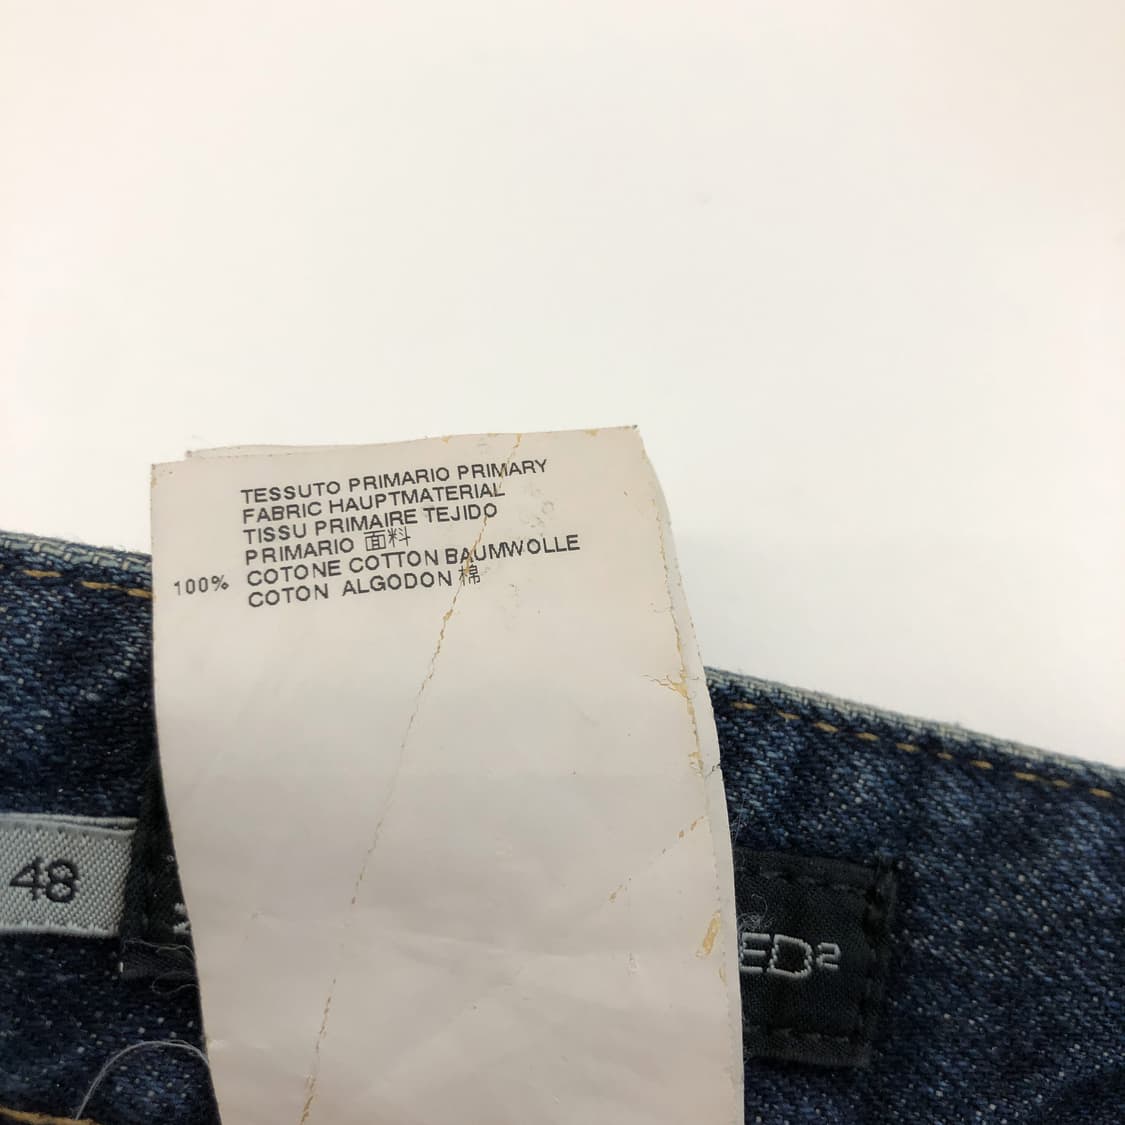 TESSUTO PRIMARIO PRIMARY
FABRIC HAUPTMATERIAL
TISSU PRIMAIRE TEJIDO
PRIMARIO 面料
100% COTONE COTTON BAUMWOLLE
COTON ALGODON 棉
48
ED2